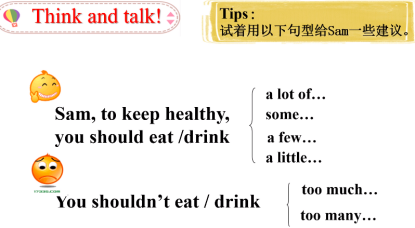 Think and talk!
Tips:
试着用以下句型给Sam一些建议。
Sam, to keep healthy,
you should eat /drink
a lot of…
some…
a few…
a little…
You shouldn't eat / drink
too much…
too many…